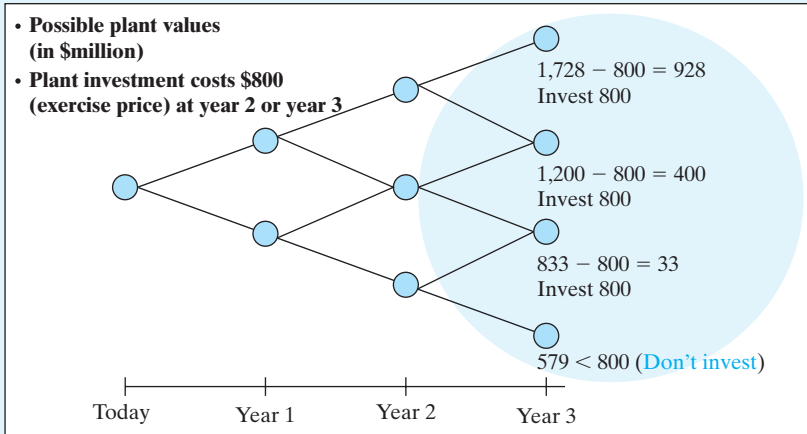 • Possible plant values
(in $million)
• Plant investment costs $800
(exercise price) at year 2 or year 3
1,728 − 800 = 928
Invest 800
1,200 − 800 = 400
Invest 800
833 − 800 = 33
Invest 800
579 < 800 (Don’t invest)
Today
Year 1
Year 2
Year 3